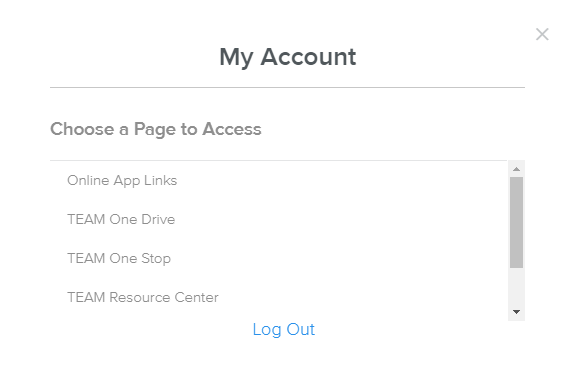 My Account
Choose a Page to Access
Online App Links
TEAM One Drive
TEAM One Stop
TEAM Resource Center
Log Out